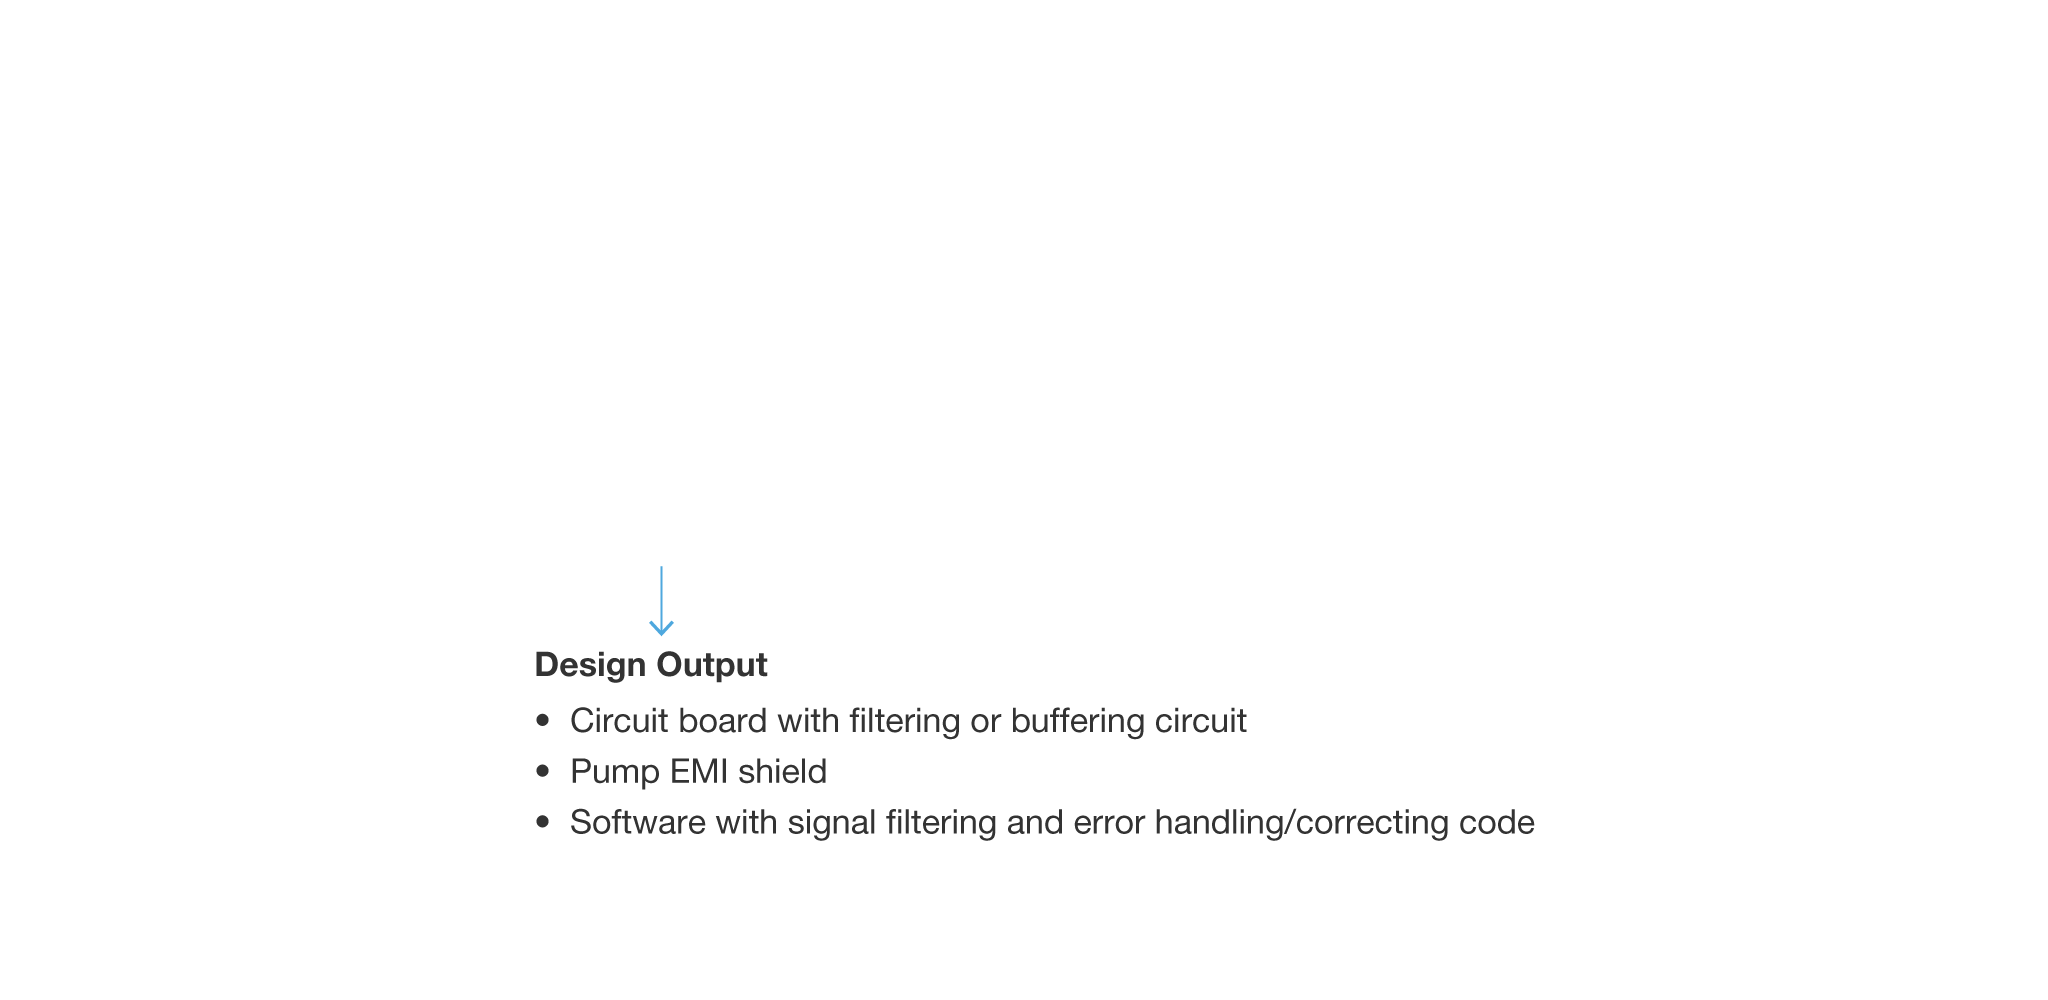 Design Output
• Circuit board with filtering or buffering circuit
• Pump EMI shield
• Software with signal filtering and error handling/correcting code